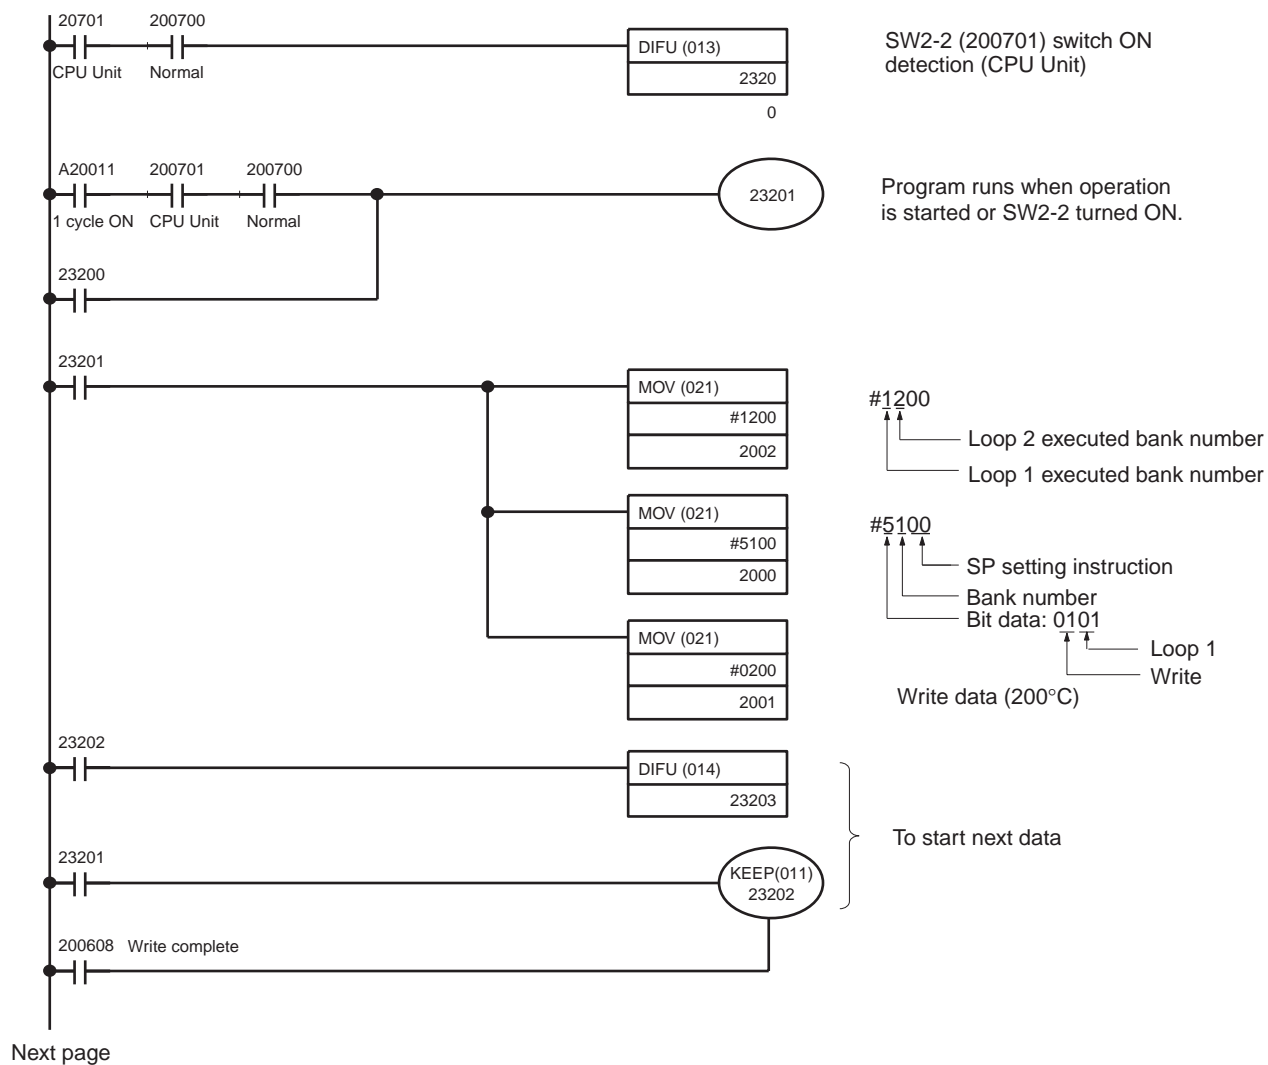 20701 200700
DIFU (013)
2320
0
CPU Unit Normal
SW2-2 (200701) switch ON
detection (CPU Unit)
A20011 200701 200700
1 cycle ON CPU Unit Normal
23201
Program runs when operation
is started or SW2-2 turned ON.
23200
23201
MOV (021)
#1200
2002
#1200
Loop 2 executed bank number
Loop 1 executed bank number
MOV (021)
#5100
2000
#5100
SP setting instruction
Bank number
Bit data: 0101
Loop 1
Write
MOV (021)
#0200
2001
Write data (200°C)
23202
DIFU (014)
23203
To start next data
23201
KEEP(011)
23202
200608 Write complete
Next page